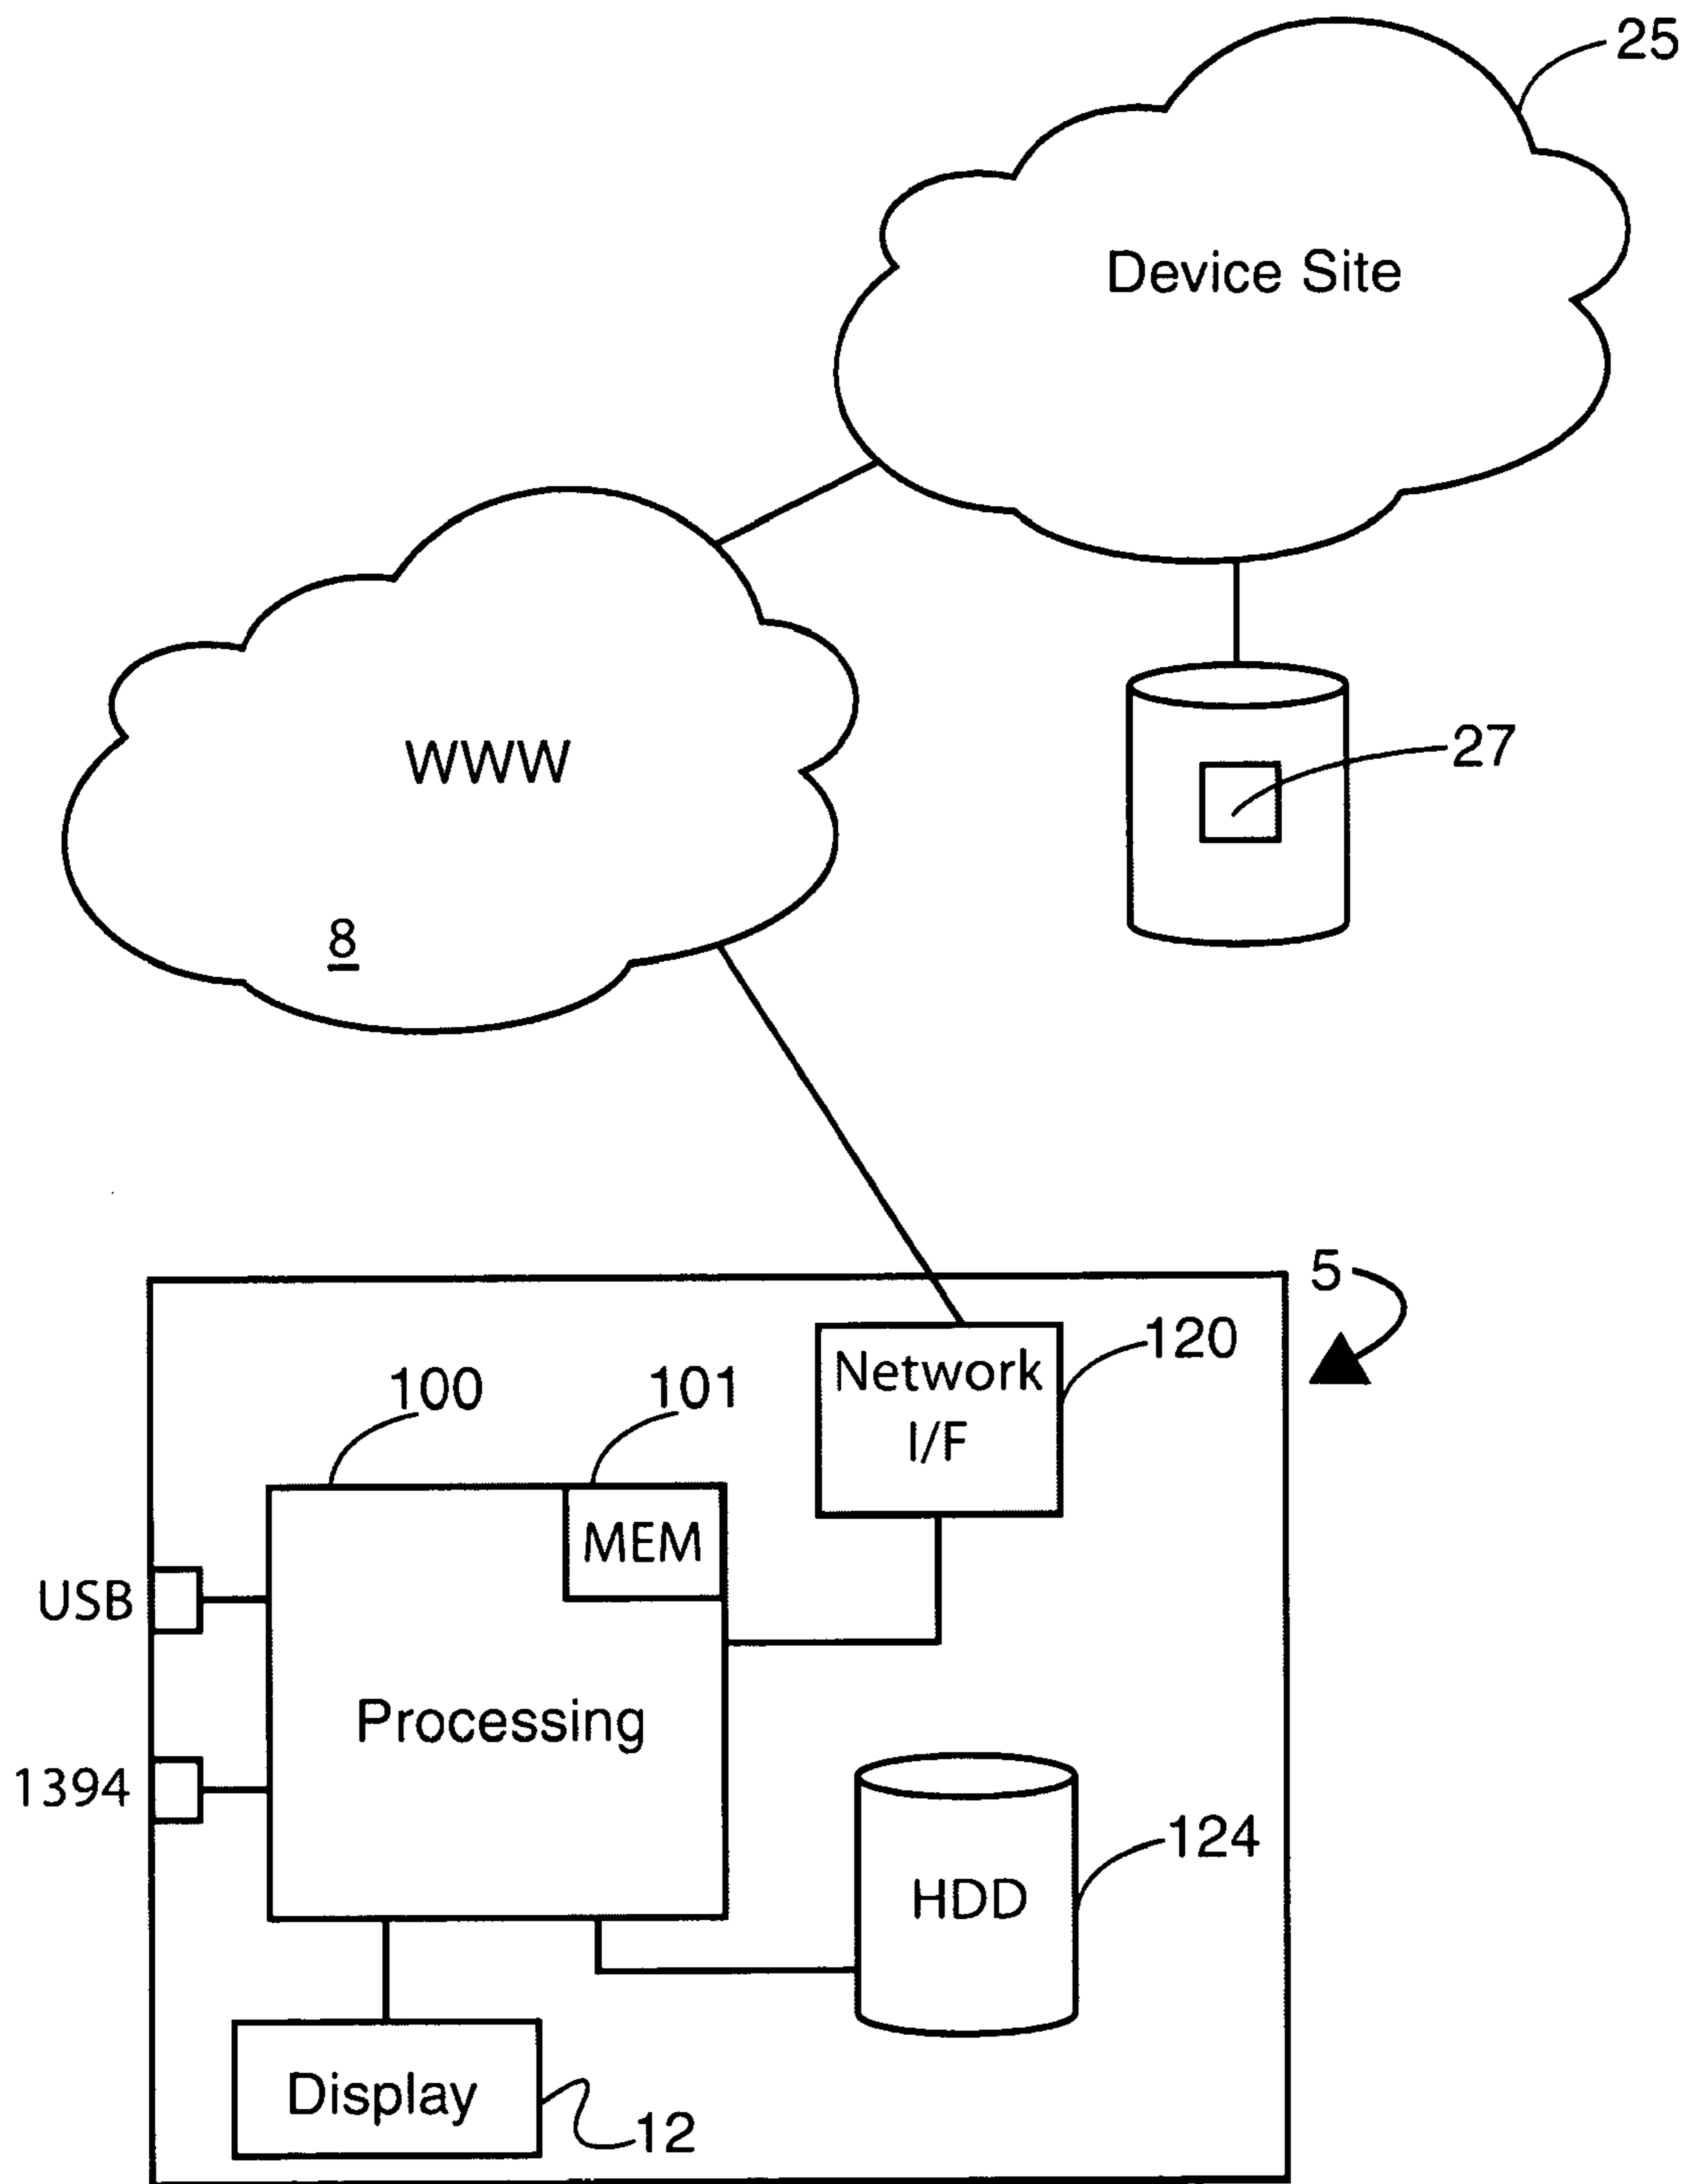 25
Device Site
27
WWW
8
5
120
Network
I/F
100
101
MEM
USB
Processing
1394
124
HDD
Display
12